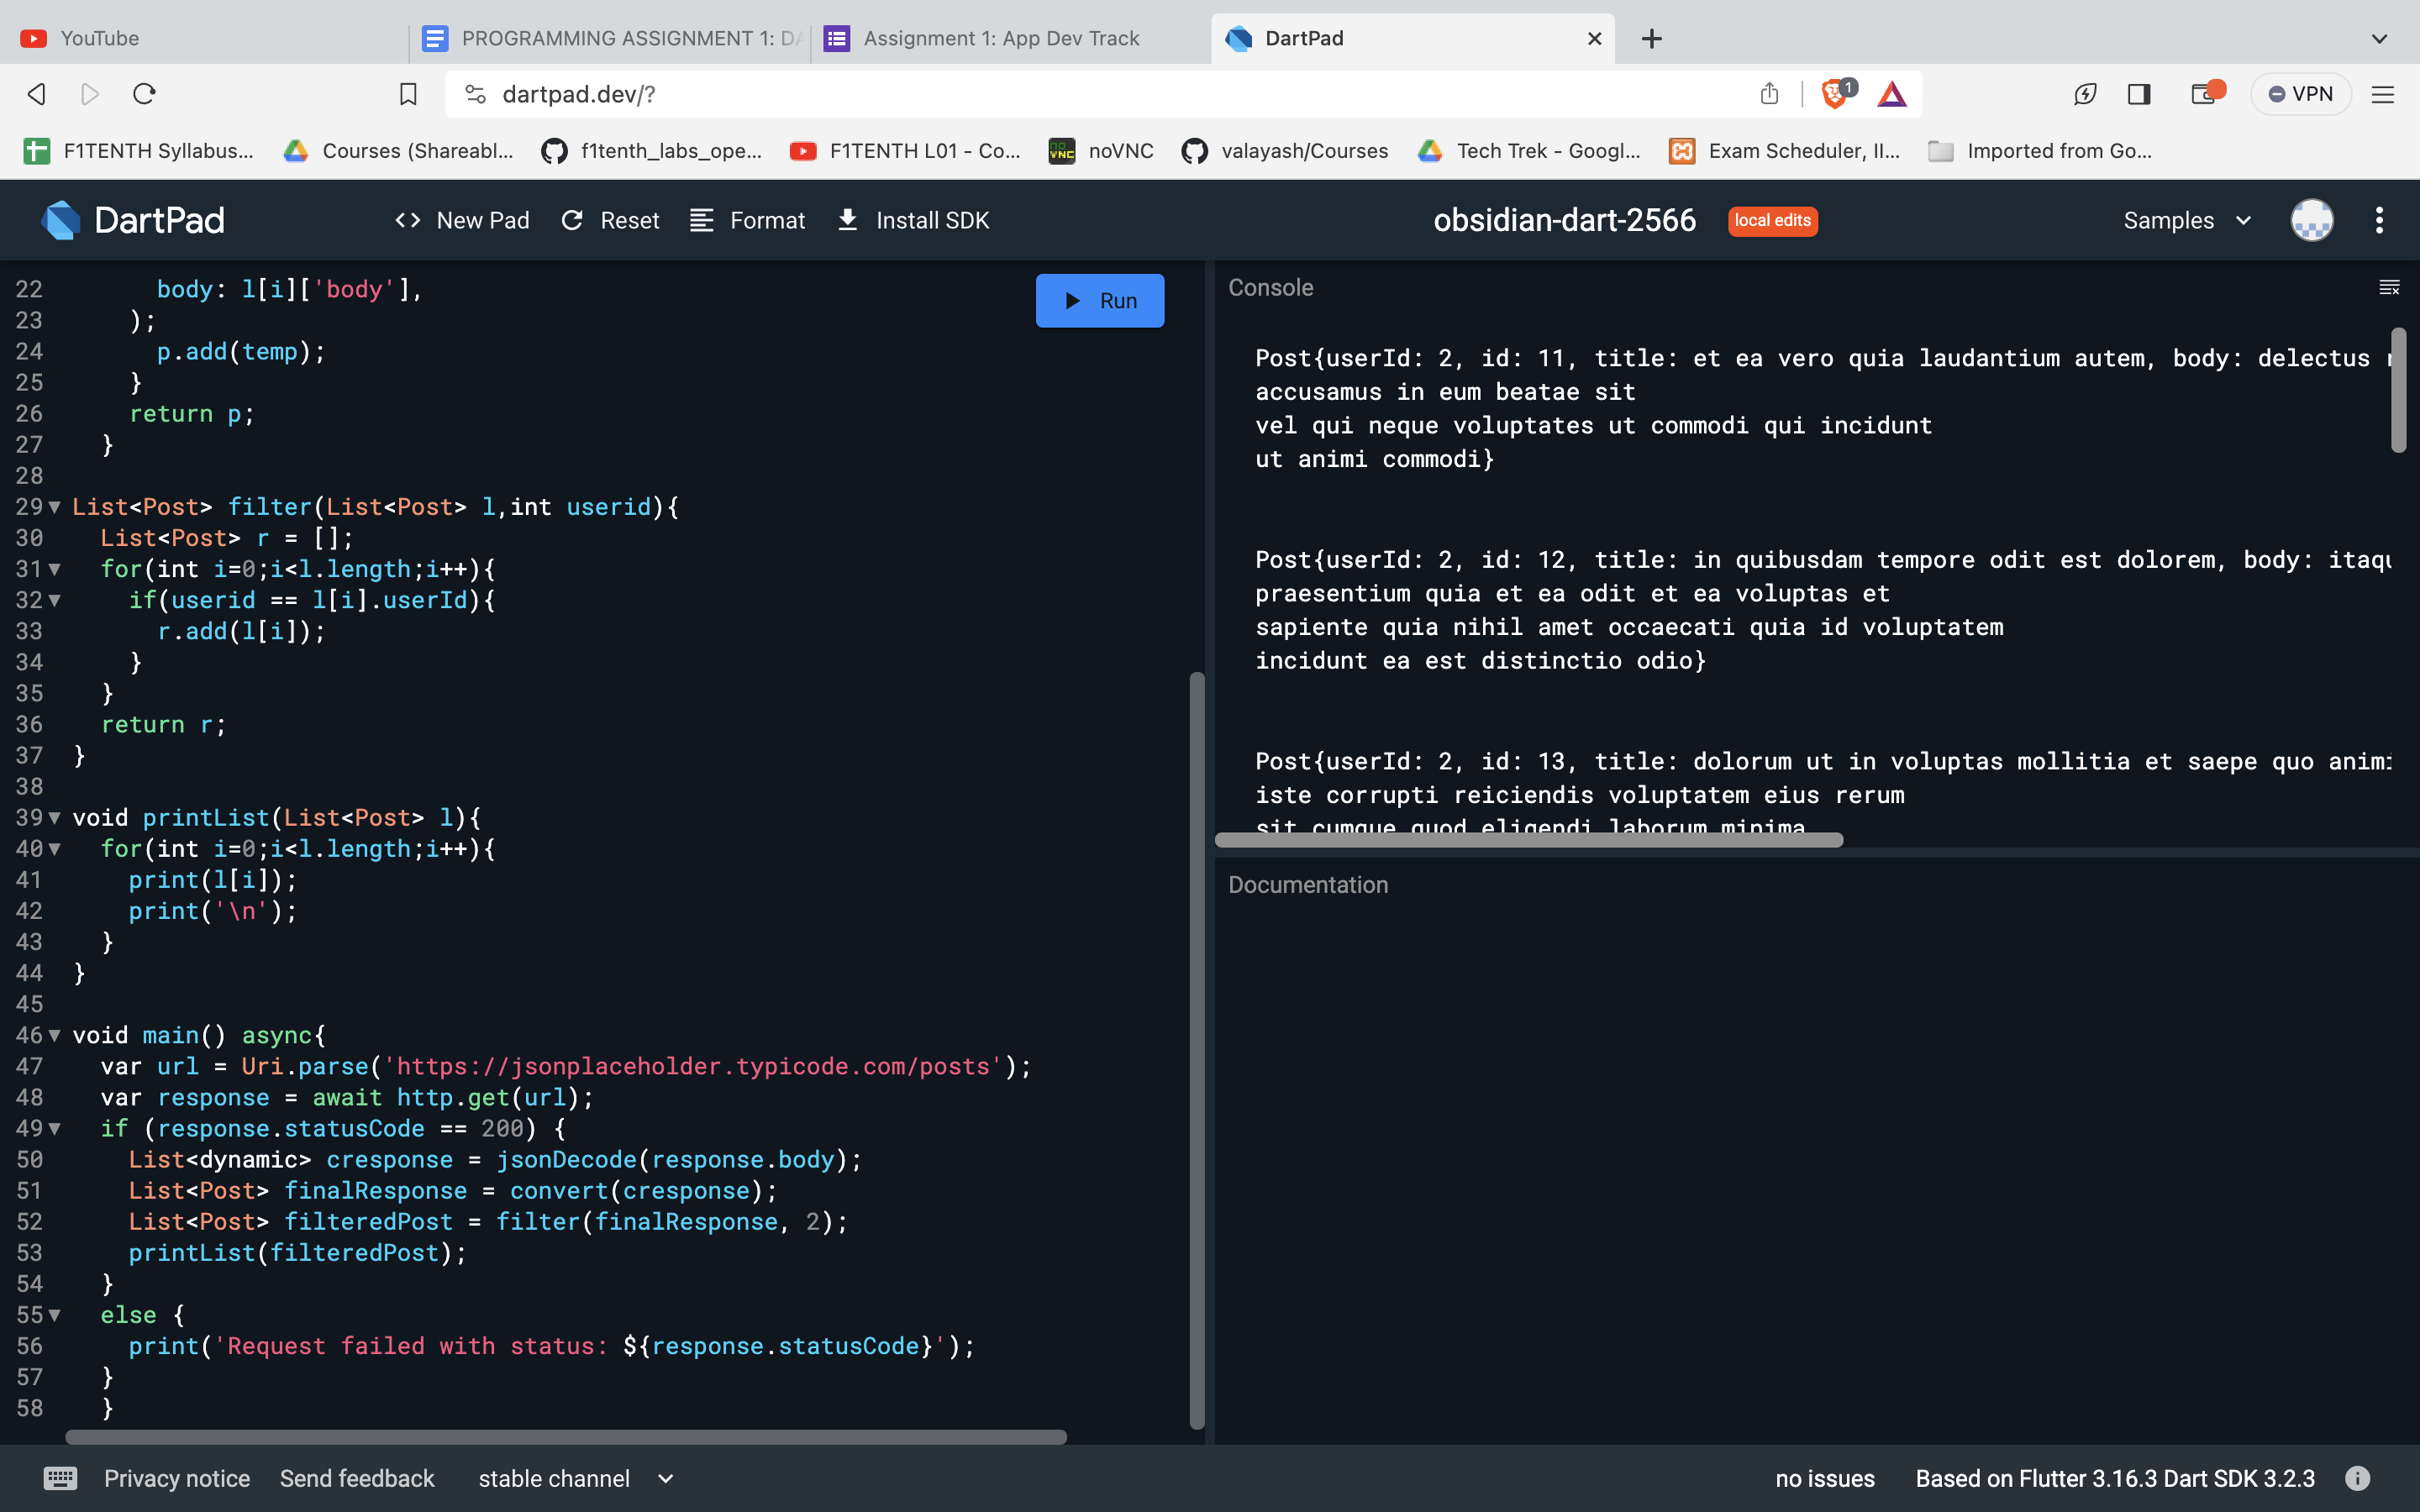 YouTube
PROGRAMMING ASSIGNMENT 1: DA
Assignment 1: App Dev Track
DartPad
dartpad.dev/?
1
VPN
F1TENTH Syllabus...
Courses (Shareabl...
f1tenth_labs_ope...
F1TENTH L01 - Co...
noVNC
valayash/Courses
Tech Trek - Googl...
Exam Scheduler, II...
Imported from Go...
DartPad
New Pad
Reset
Format
Install SDK
obsidian-dart-2566
local edits
Samples
22 body: l[i]['body'],
23 );
24 p.add(temp);
25 }
26 return p;
27 }
28
29 List<Post> filter(List<Post> l,int userid){
30 List<Post> r = [];
31 for(int i=0;i<l.length;i++){
32 if(userid == l[i].userId){
33 r.add(l[i]);
34 }
35 }
36 return r;
37 }
38
39 void printList(List<Post> l){
40 for(int i=0;i<l.length;i++){
41 print(l[i]);
42 print('\n');
43 }
44 }
45
46 void main() async{
47 var url = Uri.parse('https://jsonplaceholder.typicode.com/posts');
48 var response = await http.get(url);
49 if (response.statusCode == 200) {
50 List<dynamic> cresponse = jsonDecode(response.body);
51 List<Post> finalResponse = convert(cresponse);
52 List<Post> filteredPost = filter(finalResponse, 2);
53 printList(filteredPost);
54 }
55 else {
56 print('Request failed with status: ${response.statusCode}');
57 }
58 }
Run
Console
Post{userId: 2, id: 11, title: et ea vero quia laudantium autem, body: delectus
accusamus in eum beatae sit
vel qui neque voluptates ut commodi qui incidunt
ut animi commodi}
Post{userId: 2, id: 12, title: in quibusdam tempore odit est dolorem, body: itaqu
praesentium quia et ea odit et ea voluptas et
sapiente quia nihil amet occaecati quia id voluptatem
incidunt ea est distinctio odio}
Post{userId: 2, id: 13, title: dolorum ut in voluptas mollitia et saepe quo animi
iste corrupti reiciendis voluptatem eius rerum
sit cumque quod eligendi laborum minima
Documentation
Privacy notice
Send feedback
stable channel
no issues
Based on Flutter 3.16.3 Dart SDK 3.2.3